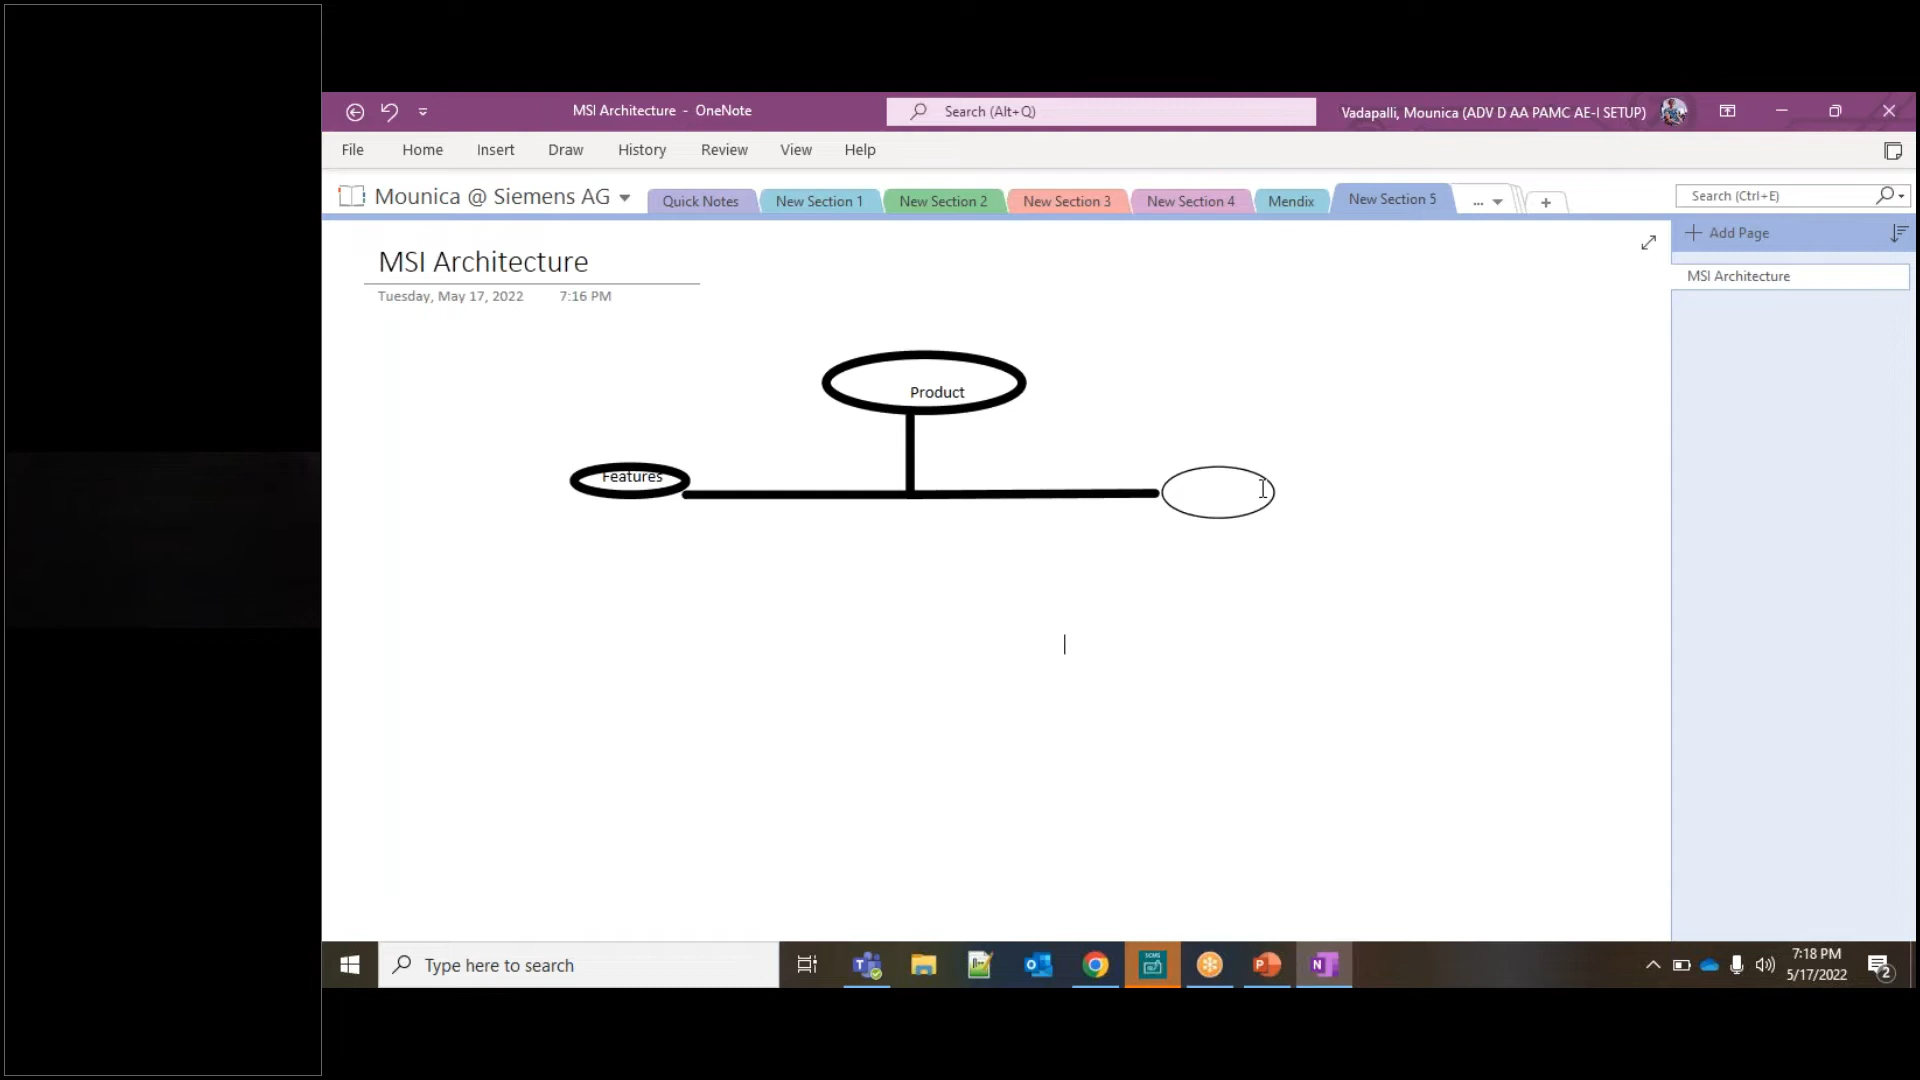 MSI Architecture - OneNote
Search (Alt+Q)
Vadapalli, Mounica (ADV D AA PAMC AE-I SETUP)
File Home Insert Draw History Review View Help
Mounica @ Siemens AG
Quick Notes New Section 1 New Section 2 New Section 3 New Section 4 Mendix New Section 5 ...
Search (Ctrl+E)
Add Page
MSI Architecture
MSI Architecture
Tuesday, May 17, 2022 7:16 PM
Product
Features
Type here to search
7:18 PM
5/17/2022
2